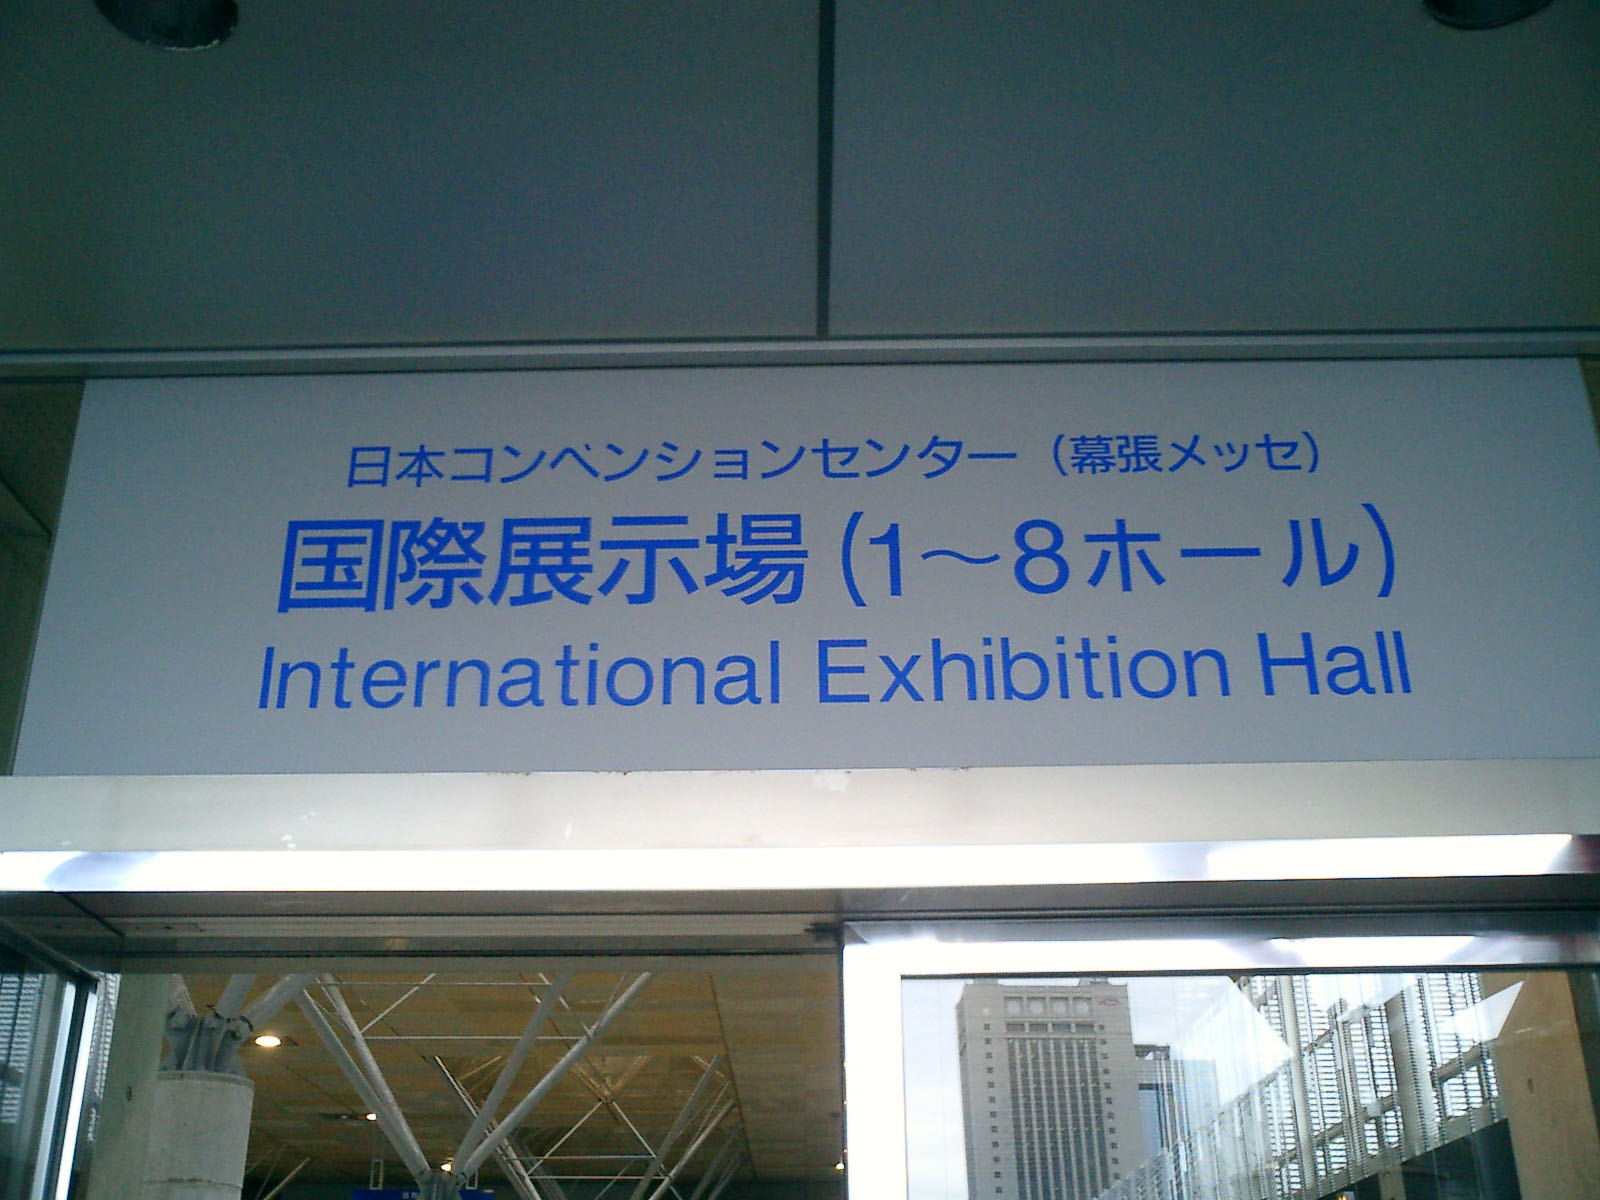 日本コンベンションセンター（幕張メッセ）
国際展示場(1〜8ホール)
International Exhibition Hall